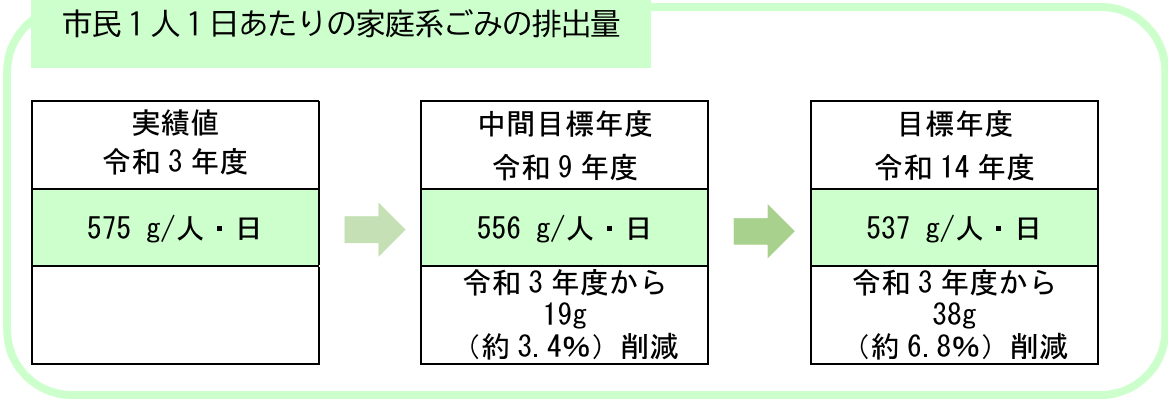 市民１人１日あたりの家庭系ごみの排出量
実績値
令和３年度
575 g/人・日
中間目標年度
令和９年度
556 g/人・日
令和３年度から
19g
（約3.4％）削減
目標年度
令和14年度
537 g/人・日
令和３年度から
38g
（約6.8％）削減